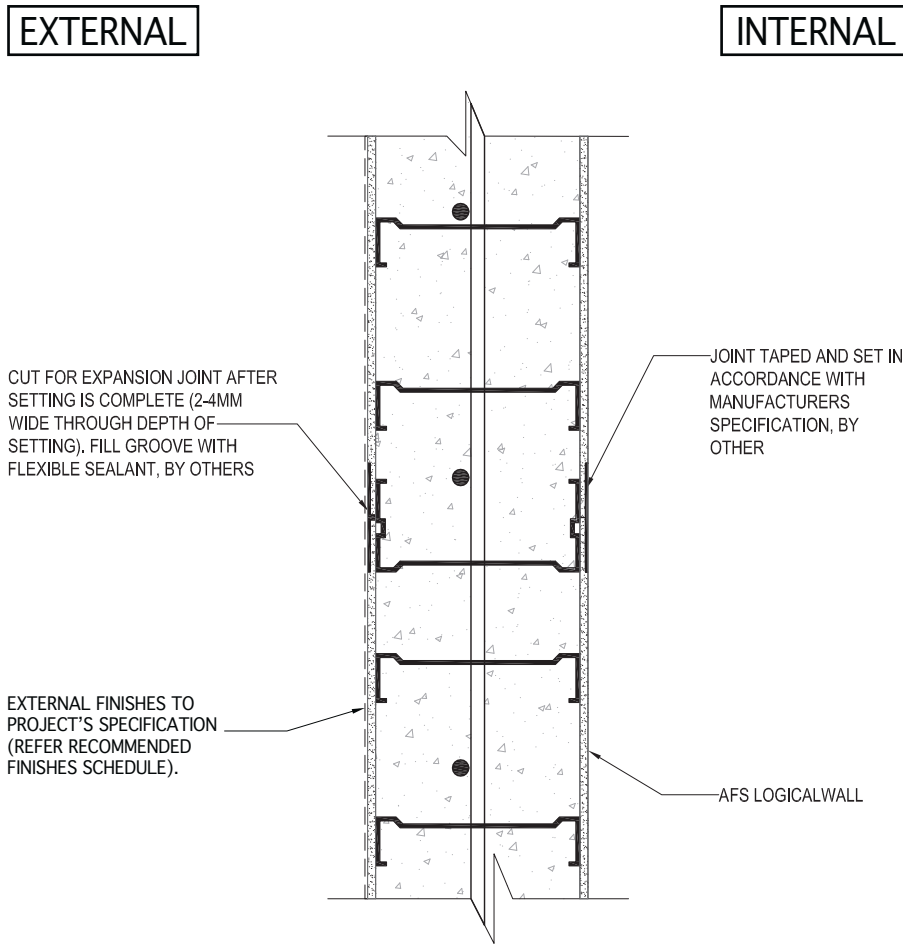 EXTERNAL
INTERNAL
CUT FOR EXPANSION JOINT AFTER
SETTING IS COMPLETE (2-4MM
WIDE THROUGH DEPTH OF
SETTING). FILL GROOVE WITH
FLEXIBLE SEALANT, BY OTHERS
JOINT TAPED AND SET IN
ACCORDANCE WITH
MANUFACTURERS
SPECIFICATION, BY
OTHER
EXTERNAL FINISHES TO
PROJECT'S SPECIFICATION
(REFER RECOMMENDED
FINISHES SCHEDULE).
AFS LOGICALWALL